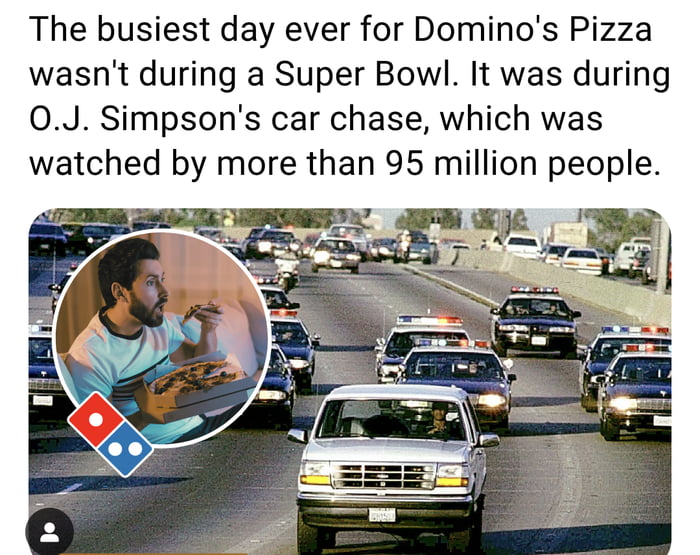 The busiest day ever for Domino's Pizza
wasn't during a Super Bowl. It was during
O.J. Simpson's car chase, which was
watched by more than 95 million people.